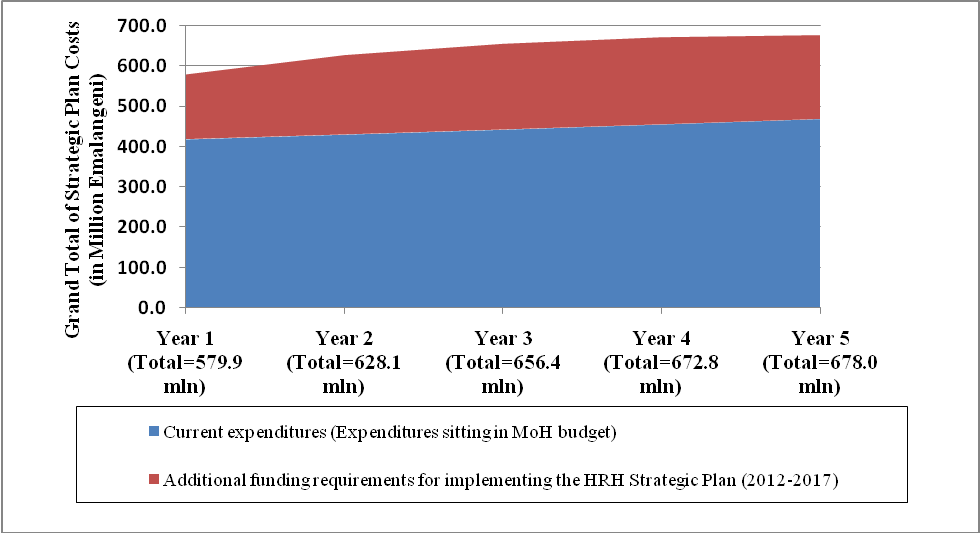 Grand Total of Strategic Plan Costs
(in Million Emalangeni)
700.0
600.0
500.0
400.0
300.0
200.0
100.0
0.0
Year 1
(Total=579.9
mln)
Year 2
(Total=628.1
mln)
Year 3
(Total=656.4
mln)
Year 4
(Total=672.8
mln)
Year 5
(Total=678.0
mln)
Current expenditures (Expenditures sitting in MoH budget)
Additional funding requirements for implementing the HRH Strategic Plan (2012-2017)